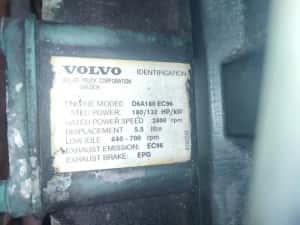 VOLVO IDENTIFICATION
VOLVO TRUCK CORPORATION
SWEDEN
ENGINE MODEL: D6A180 EC96
RATED POWER: 180/132 HP/kW
RATED POWER SPEED 2600 rpm
DISPLACEMENT: 5.5 litre
LOW IDLE: 640-700 rpm
EXHAUST EMISSION: EC96
EXHAUST BRAKE: EPG